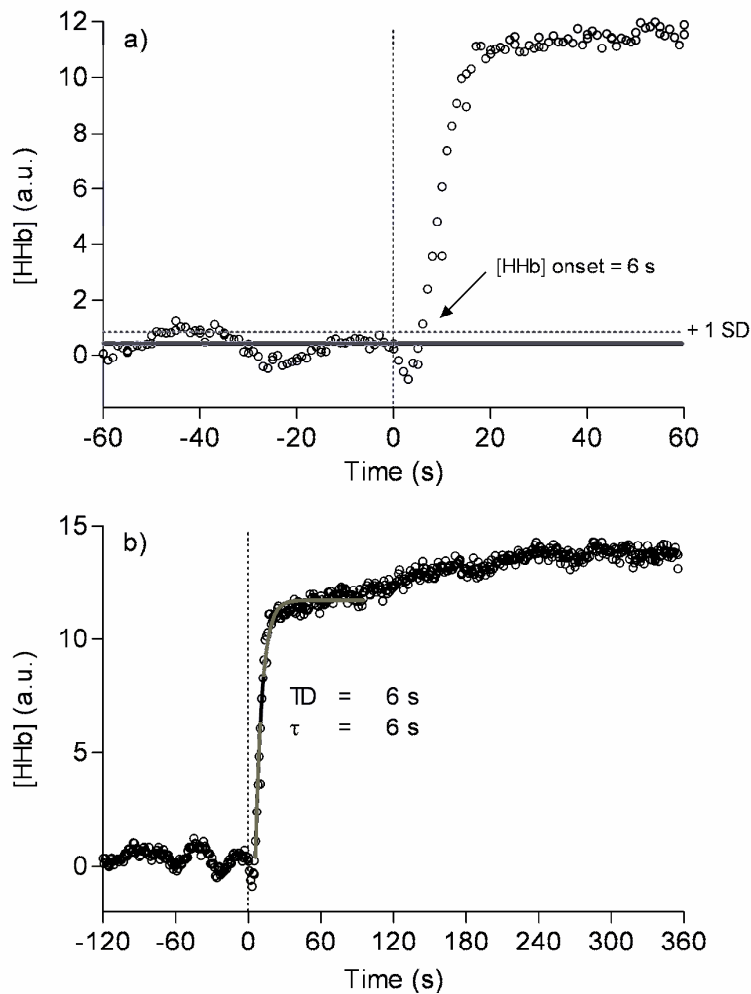 a)
12
10
8
6
4
2
0
[HHb] (a.u.)
[HHb] onset = 6 s
+ 1 SD
-60
-40
-20
0
20
40
60
Time (s)
b)
15
10
5
0
[HHb] (a.u.)
TD = 6 s
τ = 6 s
-120
-60
0
60
120
180
240
300
360
Time (s)